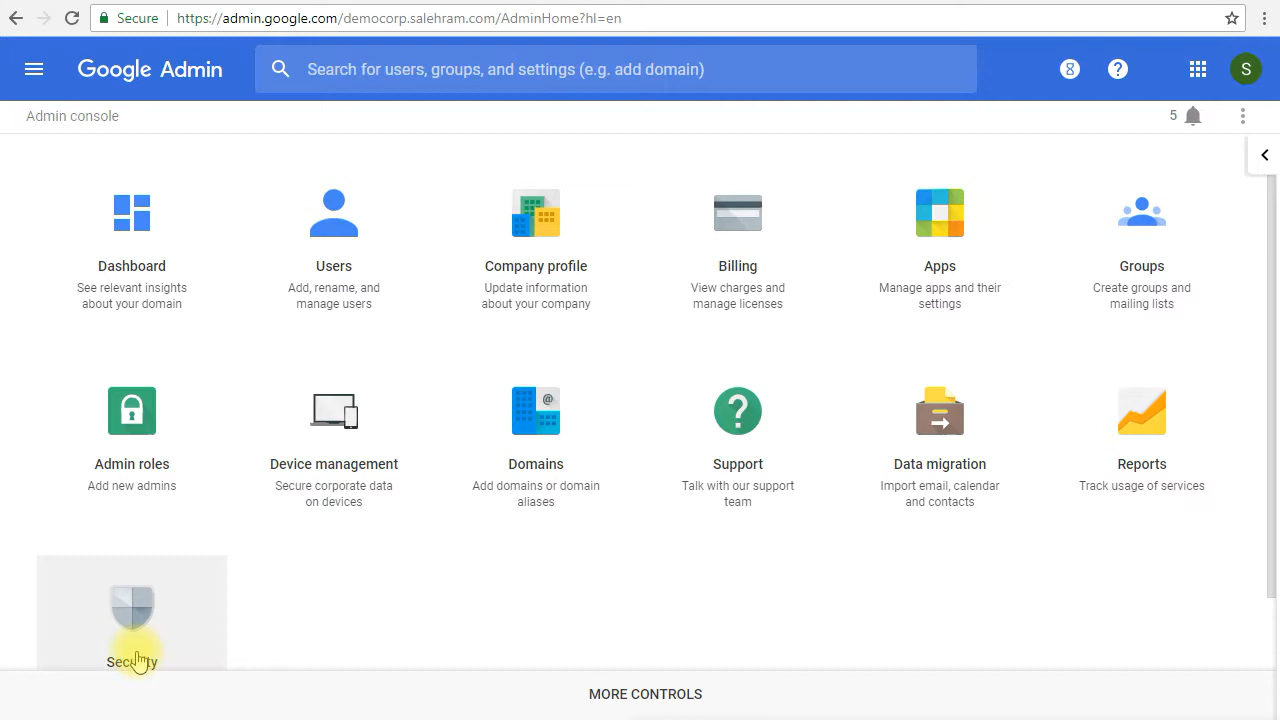 Secure https://admin.google.com/democorp.salehram.com/AdminHome?hl=en
Google Admin
Search for users, groups, and settings (e.g. add domain)
S
Admin console
5
Dashboard
See relevant insights
about your domain
Users
Add, rename, and
manage users
Company profile
Update information
about your company
Billing
View charges and
manage licenses
Apps
Manage apps and their
settings
Groups
Create groups and
mailing lists
Admin roles
Add new admins
Device management
Secure corporate data
on devices
Domains
Add domains or domain
aliases
Support
Talk with our support
team
Data migration
Import email, calendar
and contacts
Reports
Track usage of services
Security
MORE CONTROLS